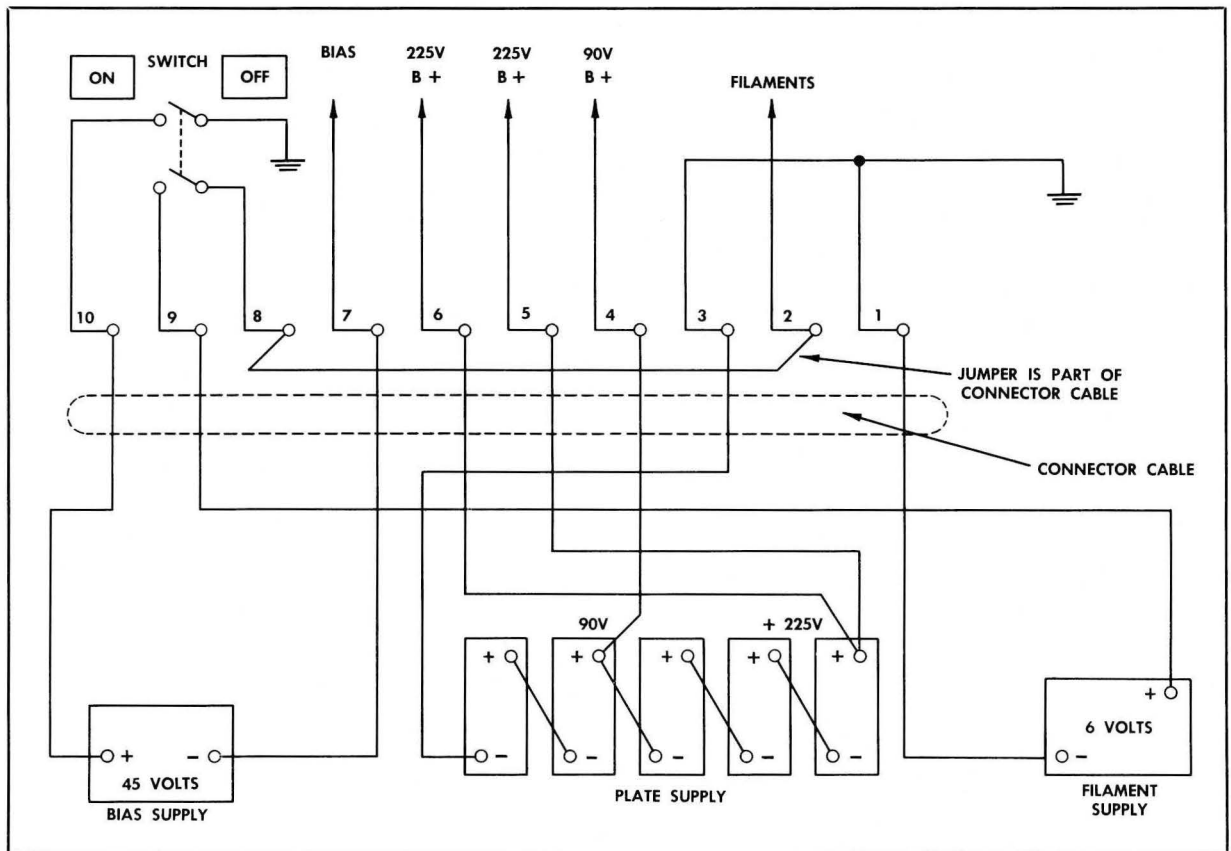 ON
SWITCH
OFF
BIAS
225V
B +
225V
B +
90V
B +
FILAMENTS
10
9
8
7
6
5
4
3
2
1
JUMPER IS PART OF
CONNECTOR CABLE
CONNECTOR CABLE
90V
+ 225V
+
+
+
+
+
-
-
-
-
-
+ -
45 VOLTS
BIAS SUPPLY
PLATE SUPPLY
+
6 VOLTS
-
FILAMENT
SUPPLY